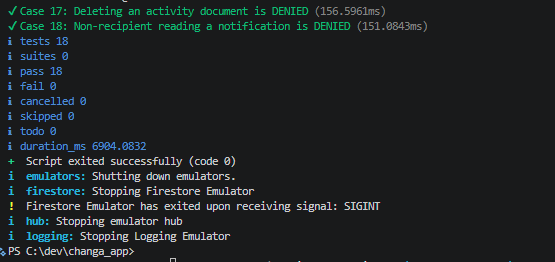 ✓ Case 17: Deleting an activity document is DENIED (156.5961ms)
✓ Case 18: Non-recipient reading a notification is DENIED (151.0843ms)
i tests 18
i suites 0
i pass 18
i fail 0
i cancelled 0
i skipped 0
i todo 0
i duration_ms 6904.0832
+ Script exited successfully (code 0)
i emulators: Shutting down emulators.
i firestore: Stopping Firestore Emulator
! Firestore Emulator has exited upon receiving signal: SIGINT
i hub: Stopping emulator hub
i logging: Stopping Logging Emulator
PS C:\dev\changa_app>